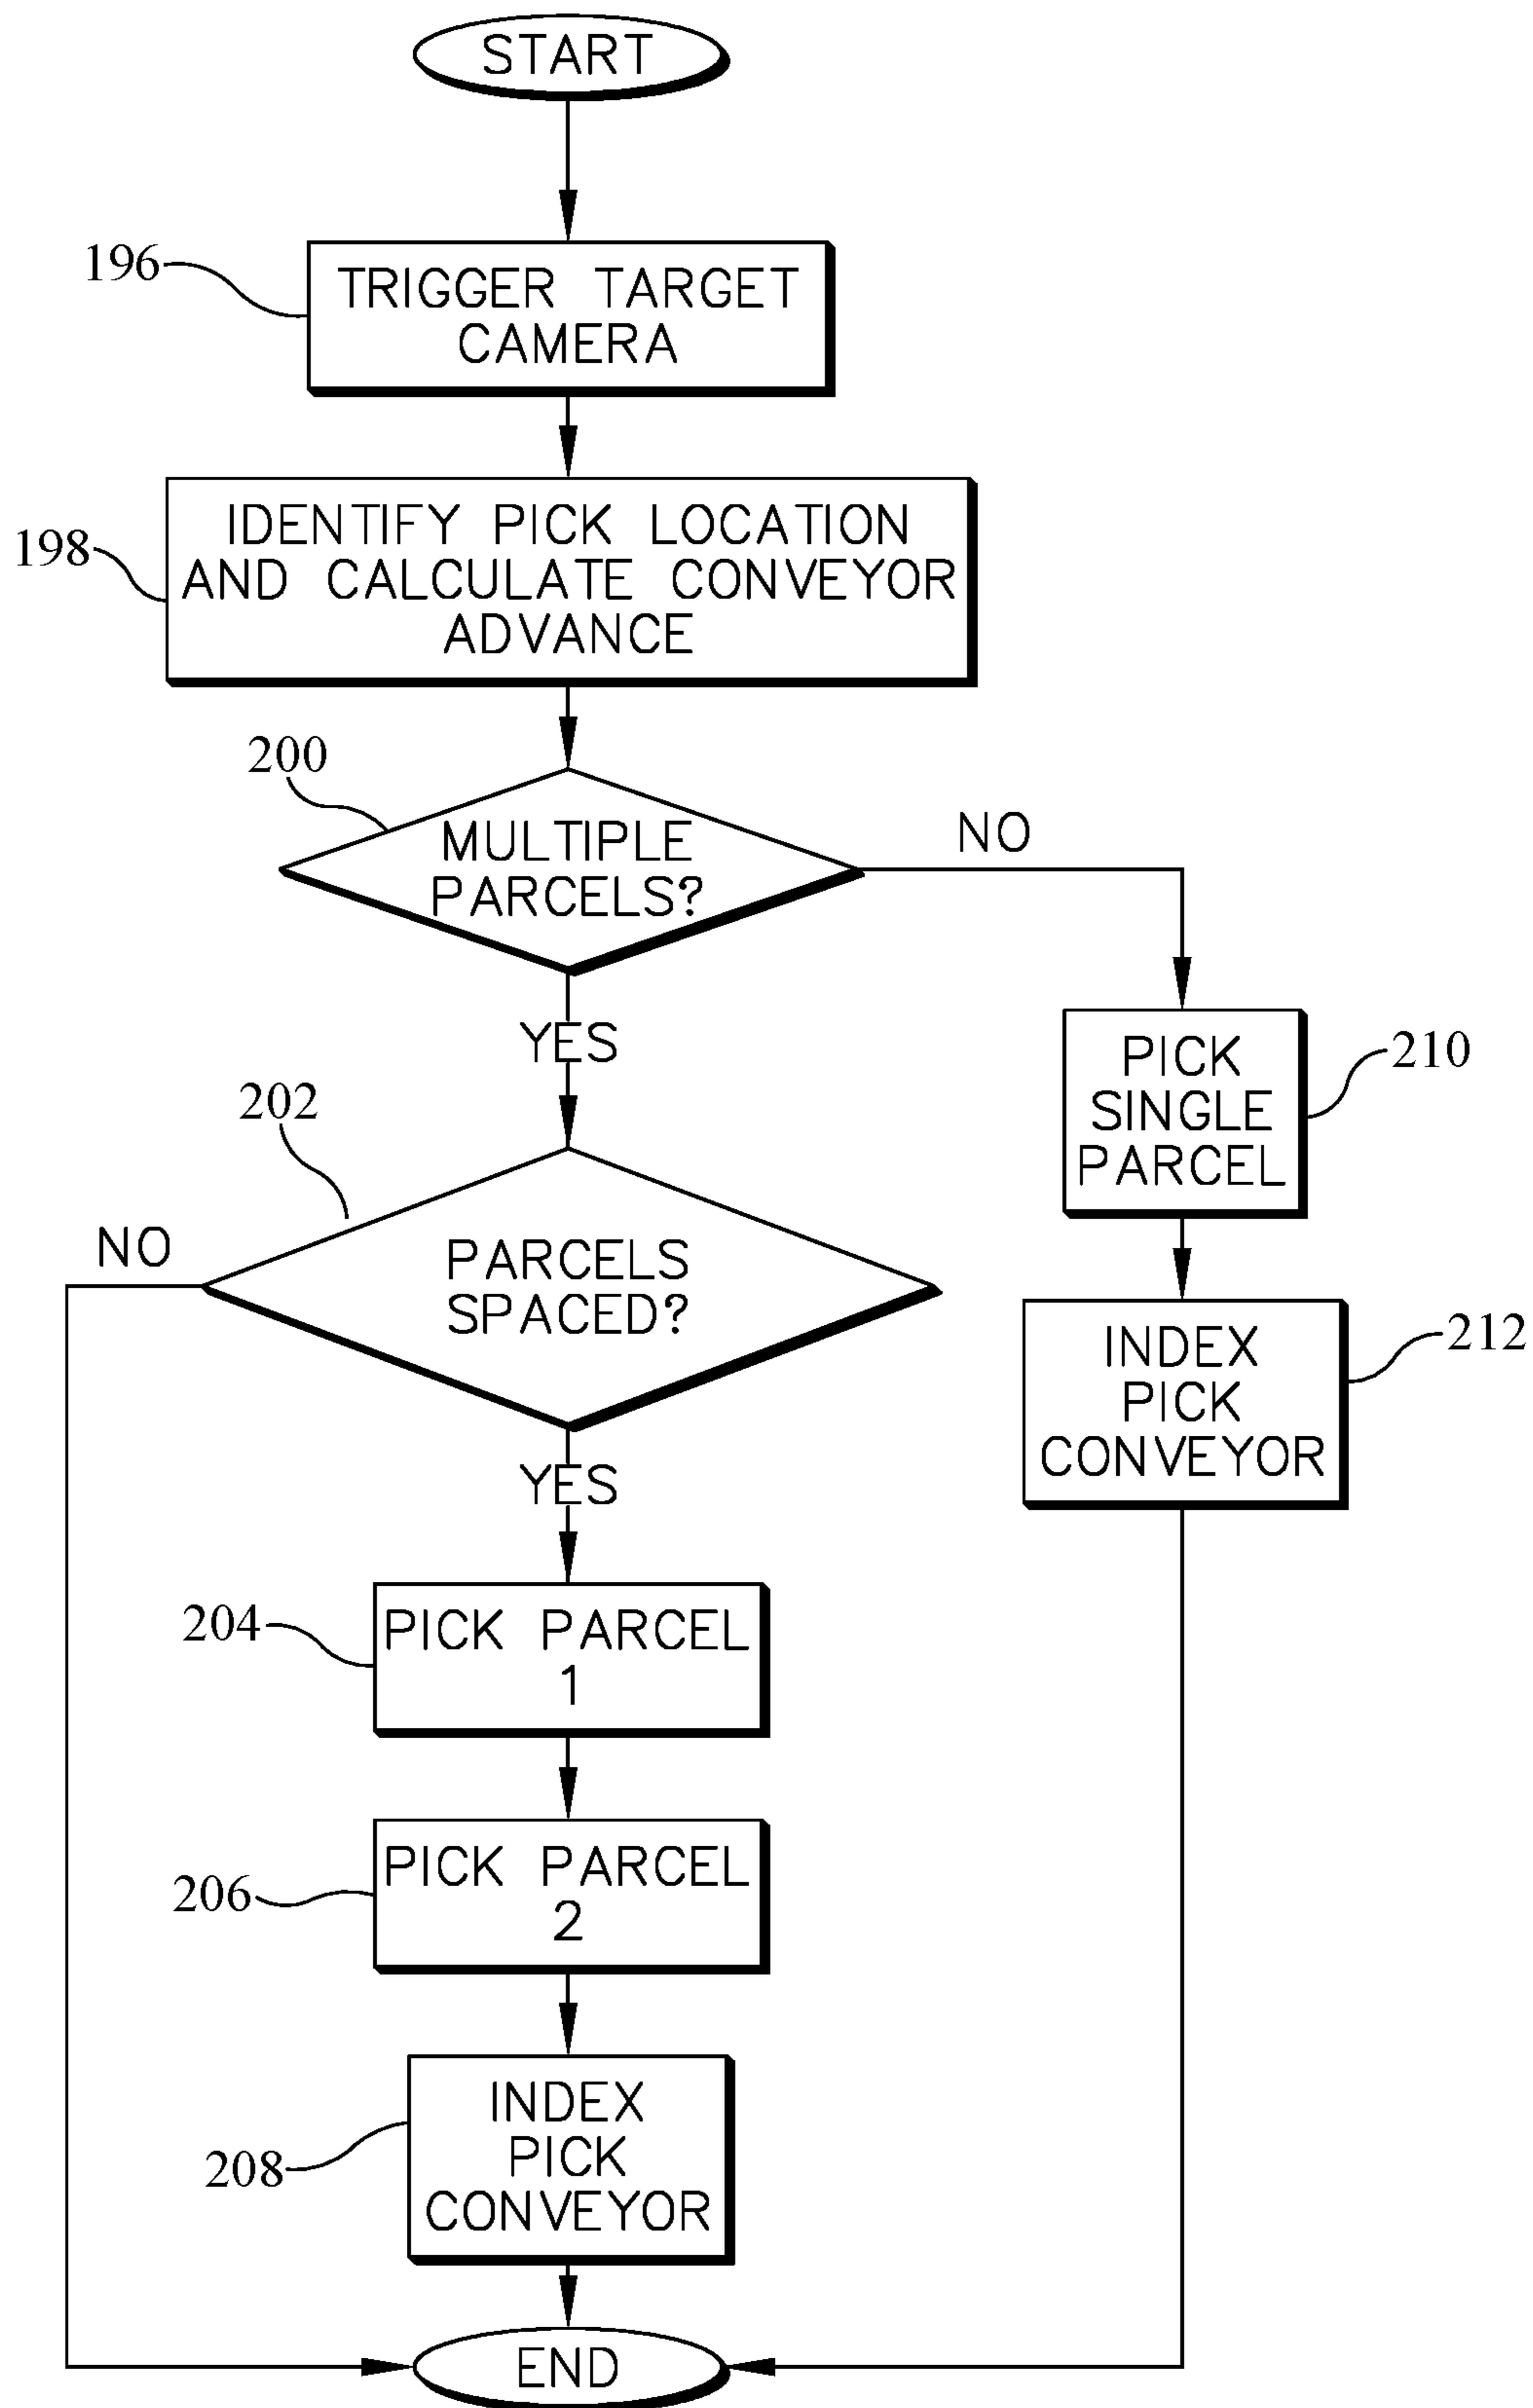 START
196
TRIGGER TARGET
CAMERA
198
IDENTIFY PICK LOCATION
AND CALCULATE CONVEYOR
ADVANCE
200
MULTIPLE
PARCELS?
NO
YES
202
NO
PARCELS
SPACED?
YES
210
PICK
SINGLE
PARCEL
212
INDEX
PICK
CONVEYOR
204
PICK PARCEL
1
206
PICK PARCEL
2
208
INDEX
PICK
CONVEYOR
END